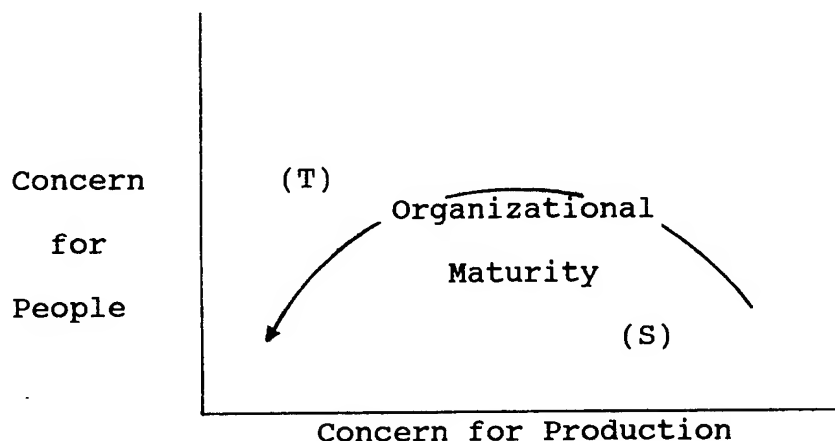 Concern
for
People
(T)
Organizational
Maturity
(S)
Concern for Production